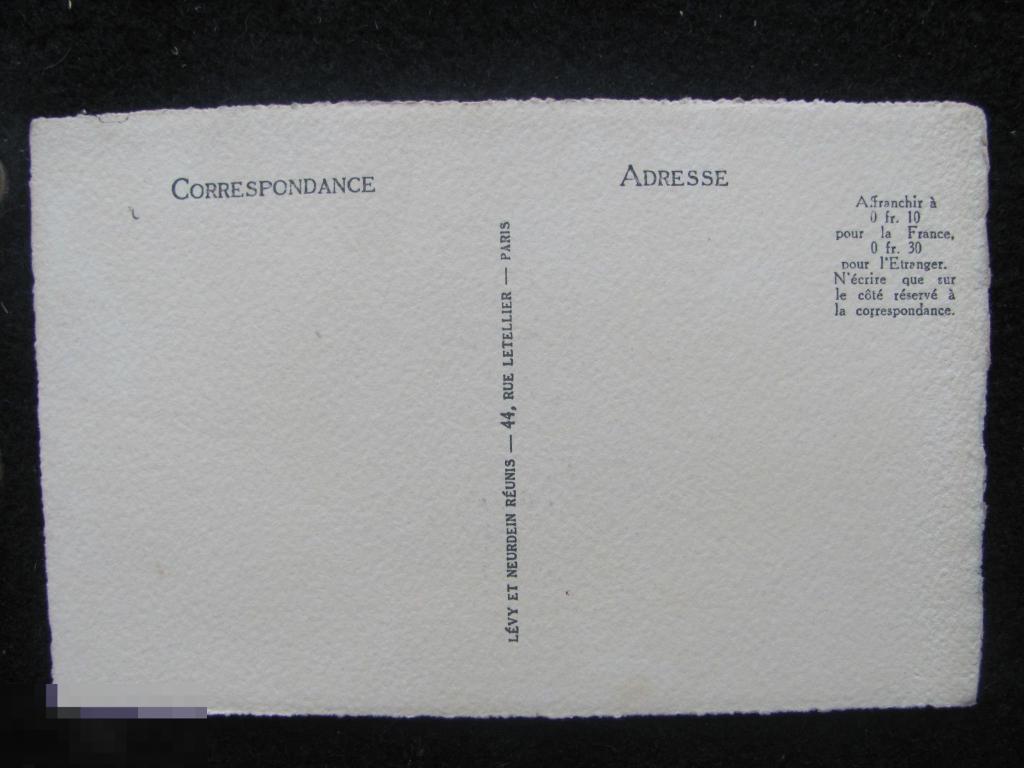 CORRESPONDANCE
LÉVY ET NEURDEIN RÉUNIS — 44, RUE LETELLIER — PARIS
ADRESSE
Affranchir à
0 fr. 10
pour la France,
0 fr. 30
pour l'Etranger.
N'écrire que sur
le côté réservé à
la correspondance.